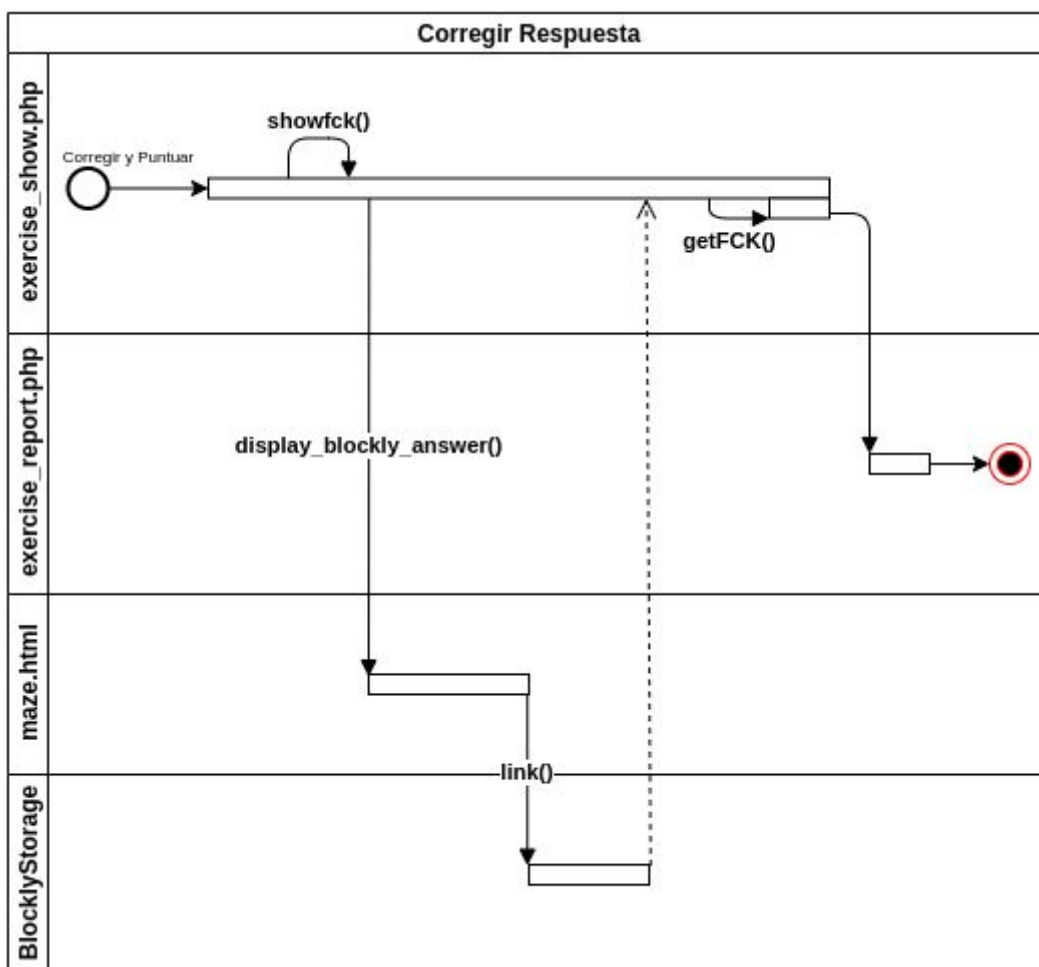 Corregir Respuesta
exercise_show.php
showfck()
Corregir y Puntuar
getFCK()
exercise_report.php
display_blockly_answer()
maze.html
link()
BlocklyStorage